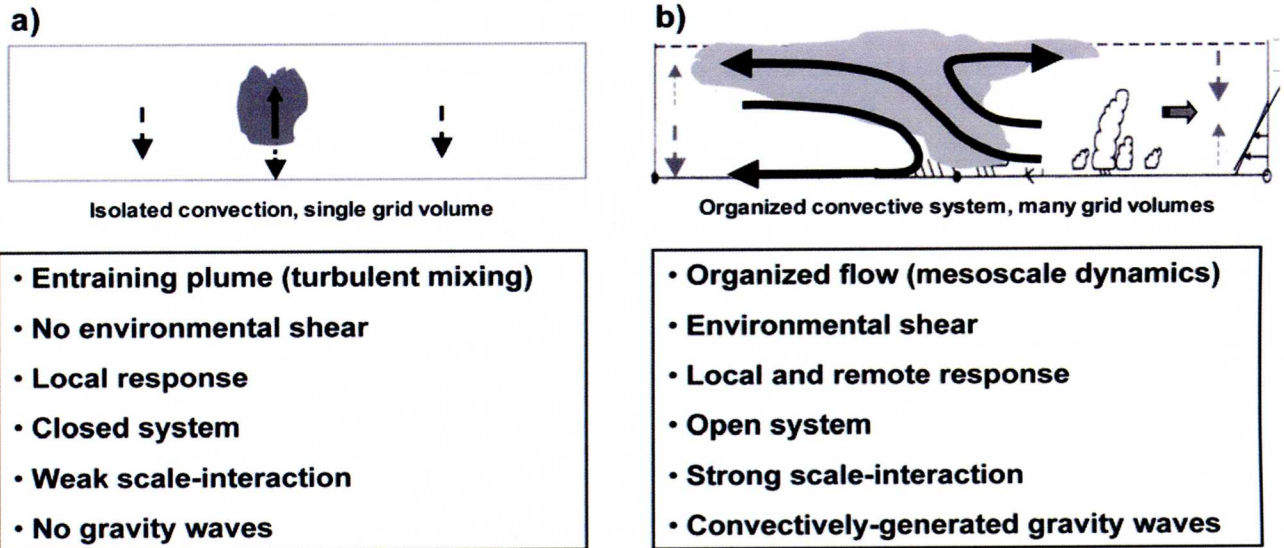 a)
Isolated convection, single grid volume
• Entraining plume (turbulent mixing)
• No environmental shear
• Local response
• Closed system
• Weak scale-interaction
• No gravity waves
b)
Organized convective system, many grid volumes
• Organized flow (mesoscale dynamics)
• Environmental shear
• Local and remote response
• Open system
• Strong scale-interaction
• Convectively-generated gravity waves